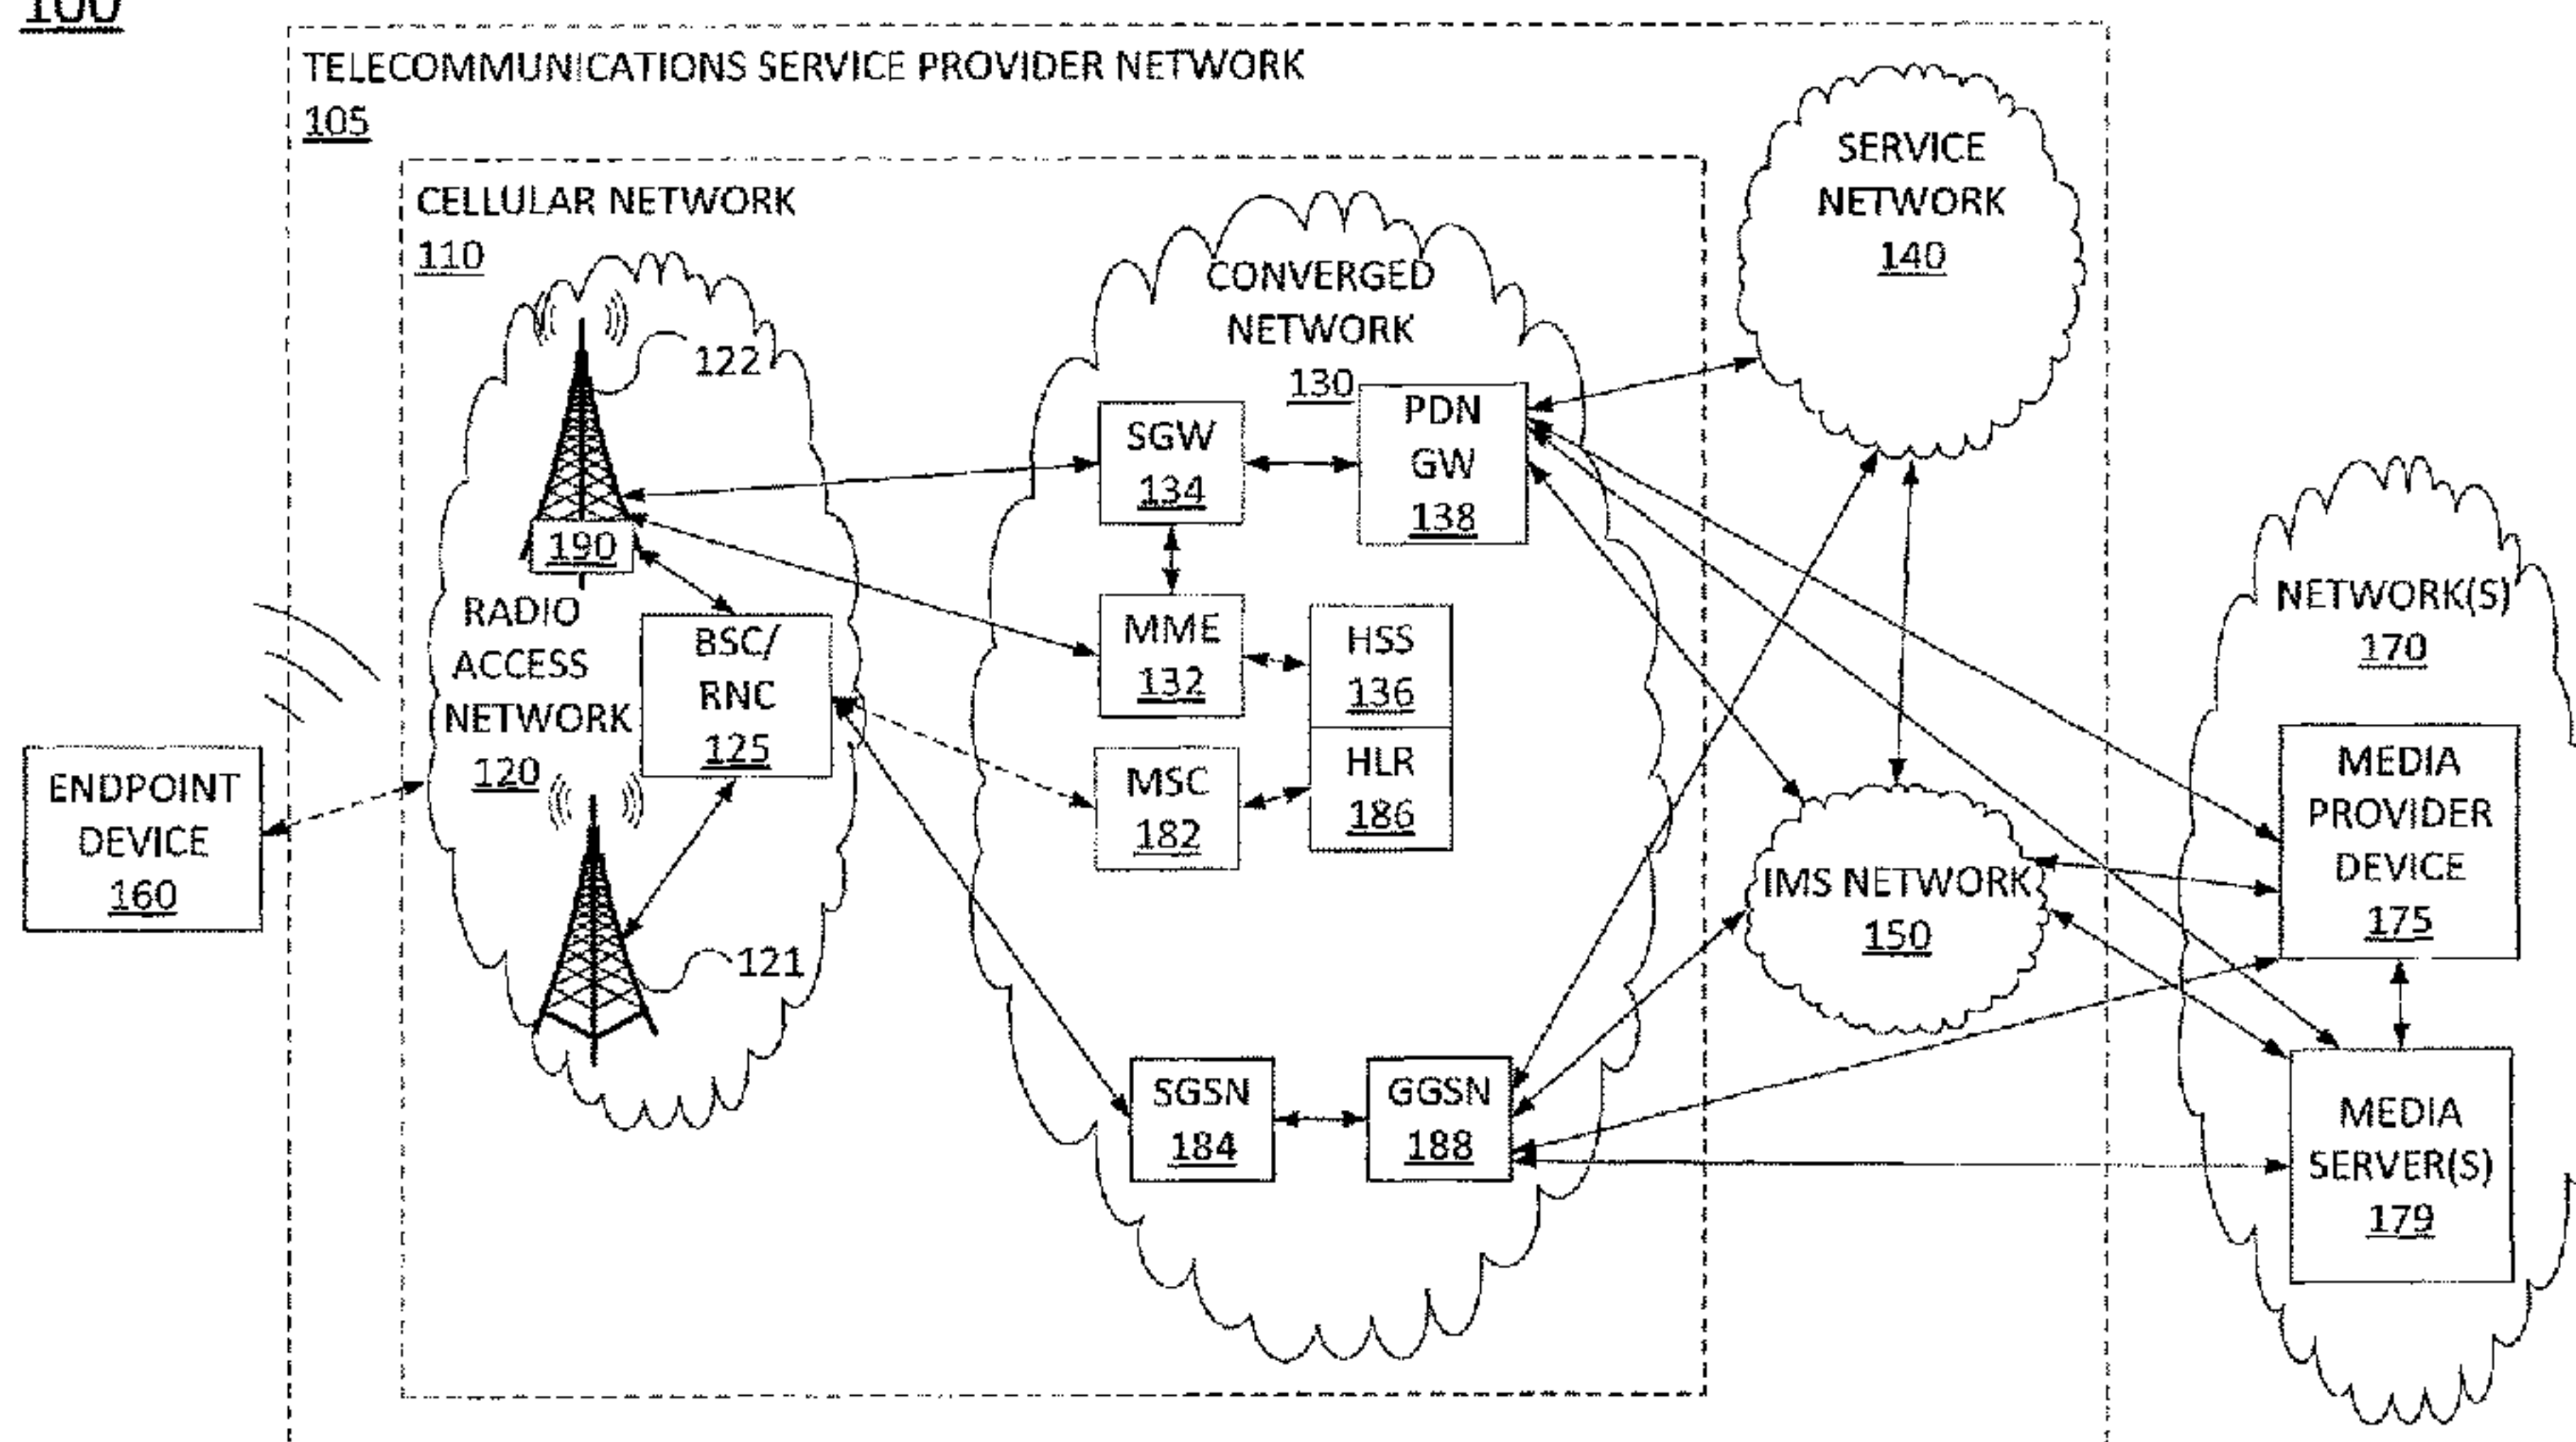 100
TELECOMMUNICATIONS SERVICE PROVIDER NETWORK
105
CELLULAR NETWORK
110
122
190
RADIO
ACCESS
NETWORK
120
BSC/
RNC
125
121
ENDPOINT
DEVICE
160
CONVERGED
NETWORK
130
SGW
134
PDN
GW
138
MME
132
HSS
136
MSC
182
HLR
186
SGSN
184
GGSN
188
SERVICE
NETWORK
140
IMS NETWORK
150
NETWORK(S)
170
MEDIA
PROVIDER
DEVICE
175
MEDIA
SERVER(S)
179